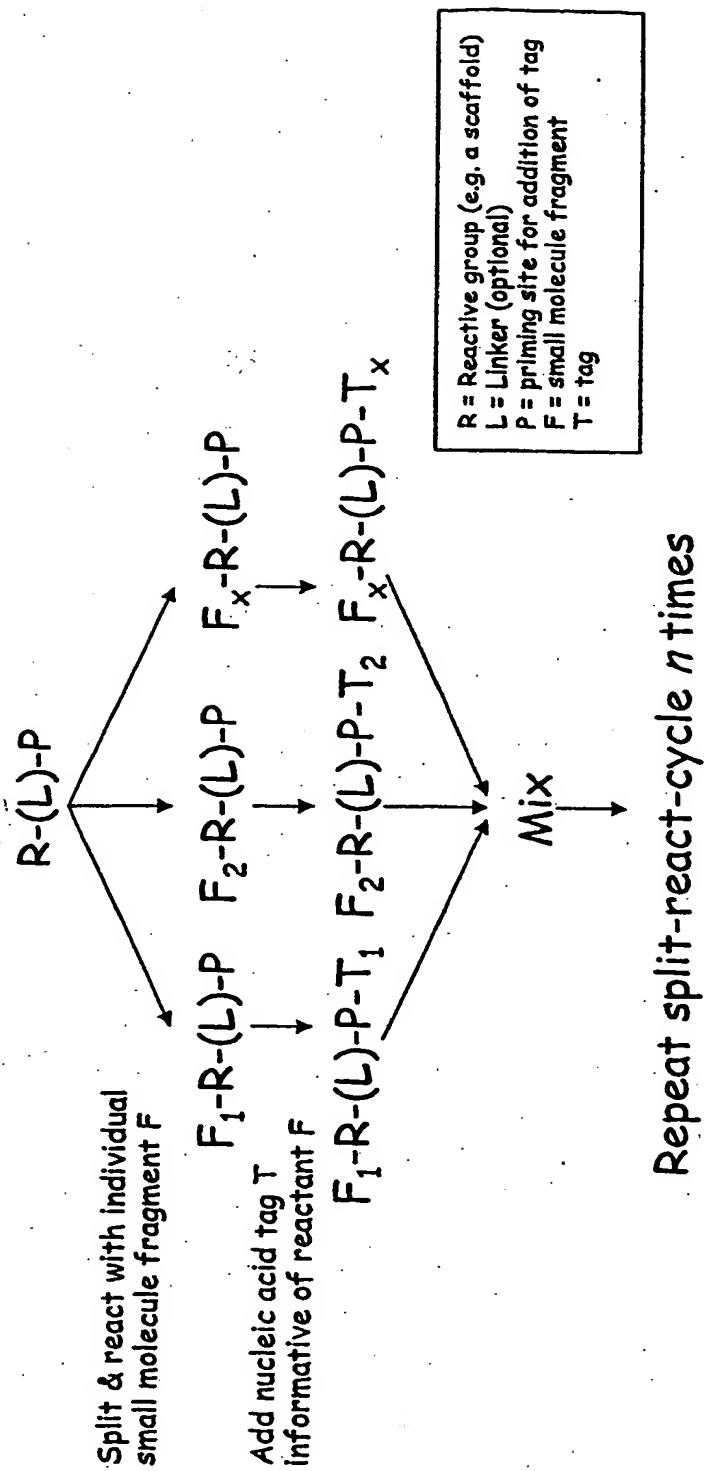 R-(L)-P
Split & react with individual
small molecule fragment F
F₁-R-(L)-P F₂-R-(L)-P Fₓ-R-(L)-P
Add nucleic acid tag T
informative of reactant F
F₁-R-(L)-P-T₁ F₂-R-(L)-P-T₂ Fₓ-R-(L)-P-Tₓ
Mix
Repeat split-react-cycle n times
R = Reactive group (e.g. a scaffold)
L = Linker (optional)
P = priming site for addition of tag
F = small molecule fragment
T = tag